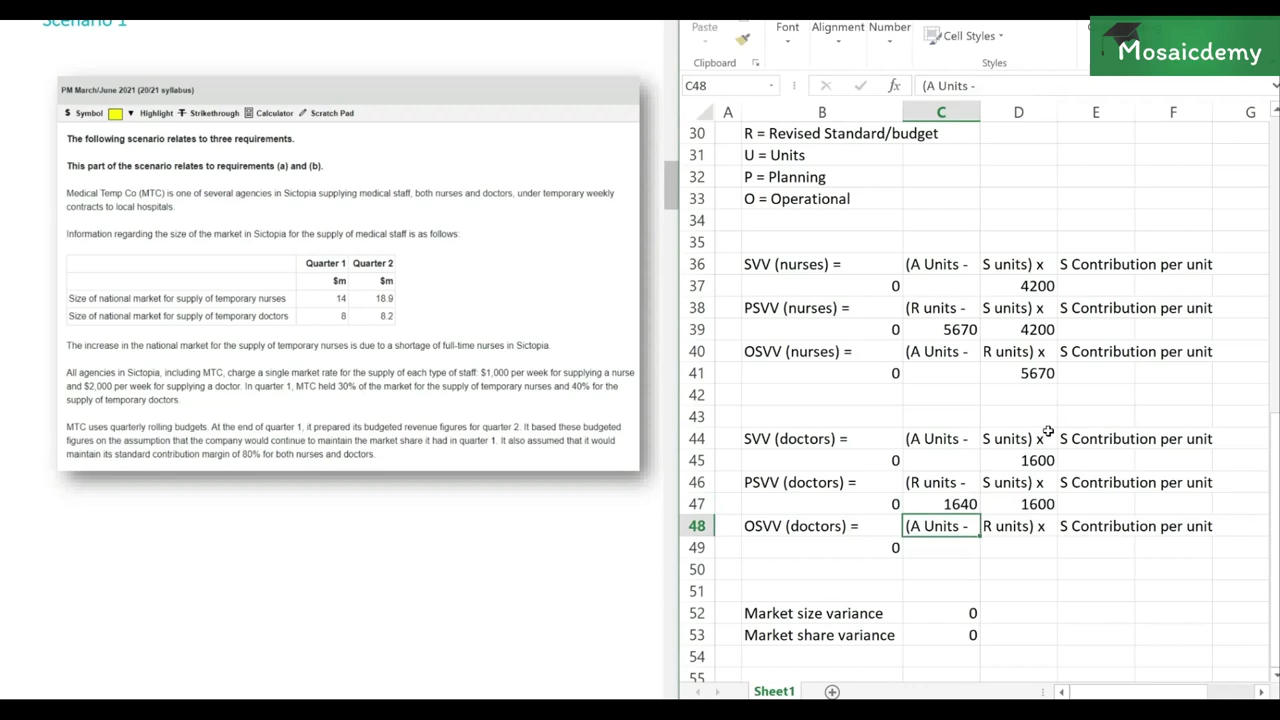 Scenario 1
PM March/June 2021 (20/21 syllabus)
$ Symbol ▼ Highlight T Strikethrough Calculator Scratch Pad
The following scenario relates to three requirements.
This part of the scenario relates to requirements (a) and (b).
Medical Temp Co (MTC) is one of several agencies in Sictopia supplying medical staff, both nurses and doctors, under temporary weekly
contracts to local hospitals.
Information regarding the size of the market in Sictopia for the supply of medical staff is as follows:
Quarter 1 Quarter 2
$m $m
Size of national market for supply of temporary nurses 14 18.9
Size of national market for supply of temporary doctors 8 8.2
The increase in the national market for the supply of temporary nurses is due to a shortage of full-time nurses in Sictopia.
All agencies in Sictopia, including MTC, charge a single market rate for the supply of each type of staff: $1,000 per week for supplying a nurse
and $2,000 per week for supplying a doctor. In quarter 1, MTC held 30% of the market for the supply of temporary nurses and 40% for the
supply of temporary doctors.
MTC uses quarterly rolling budgets. At the end of quarter 1, it prepared its budgeted revenue figures for quarter 2. It based these budgeted
figures on the assumption that the company would continue to maintain the market share it had in quarter 1. It also assumed that it would
maintain its standard contribution margin of 80% for both nurses and doctors.
Paste Font Alignment Number Cell Styles
Clipboard Styles
Mosaicdemy
C48 fx (A Units -
A B C D E F G
30 R = Revised Standard/budget
31 U = Units
32 P = Planning
33 O = Operational
34
35
36 SVV (nurses) = (A Units - S units) x S Contribution per unit
37 0 4200
38 PSVV (nurses) = (R units - S units) x S Contribution per unit
39 0 5670 4200
40 OSVV (nurses) = (A Units - R units) x S Contribution per unit
41 0 5670
42
43
44 SVV (doctors) = (A Units - S units) x S Contribution per unit
45 0 1600
46 PSVV (doctors) = (R units - S units) x S Contribution per unit
47 0 1640 1600
48 OSVV (doctors) = (A Units - R units) x S Contribution per unit
49 0
50
51
52 Market size variance 0
53 Market share variance 0
54
55
Sheet1